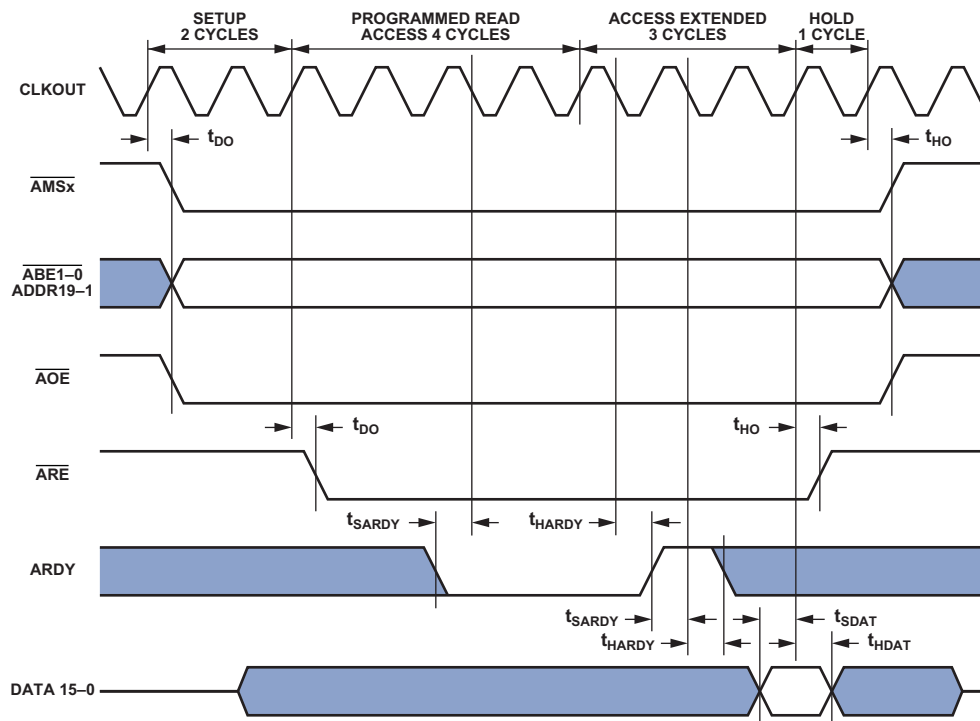 SETUP
2 CYCLES
PROGRAMMED READ
ACCESS 4 CYCLES
ACCESS EXTENDED
3 CYCLES
HOLD
1 CYCLE
CLKOUT
tDO
tHO
AMSx
ABE1–0
ADDR19–1
AOE
tDO
tHO
ARE
tSARDY
tHARDY
ARDY
tSARDY
tSDAT
tHARDY
tHDAT
DATA 15–0